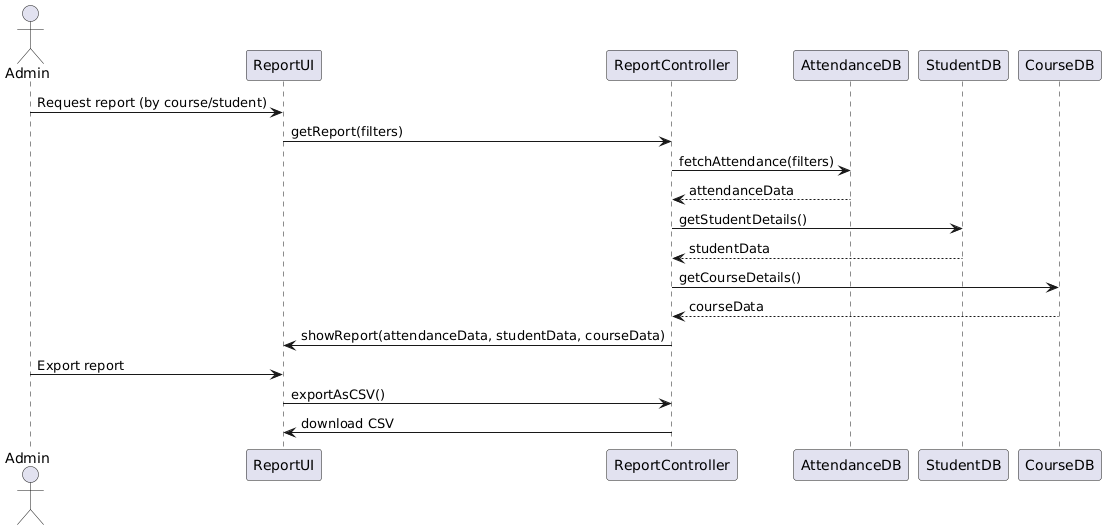 Admin
ReportUI
ReportController
AttendanceDB
StudentDB
CourseDB
Request report (by course/student)
getReport(filters)
fetchAttendance(filters)
attendanceData
getStudentDetails()
studentData
getCourseDetails()
courseData
showReport(attendanceData, studentData, courseData)
Export report
exportAsCSV()
download CSV
Admin
ReportUI
ReportController
AttendanceDB
StudentDB
CourseDB